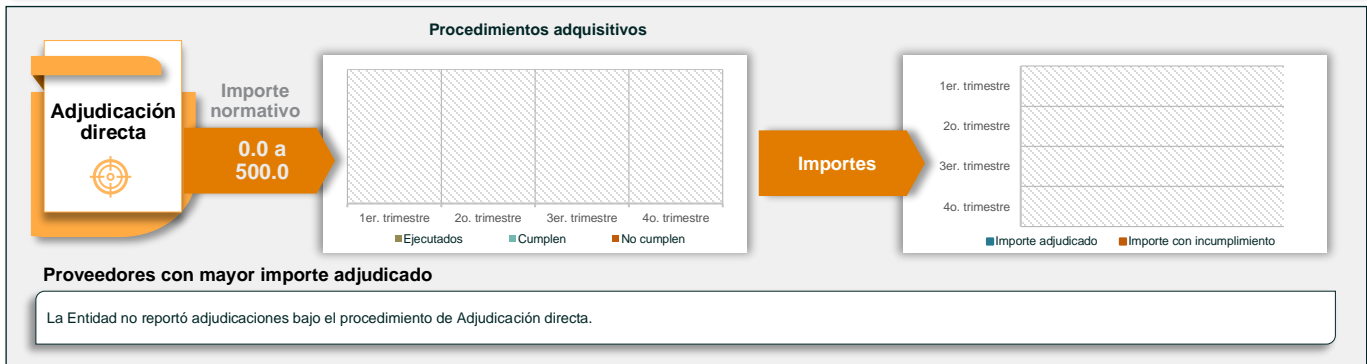 Procedimientos adquisitivos
Adjudicación
directa
Importe
normativo
0.0 a
500.0
1er. trimestre
2o. trimestre
3er. trimestre
4o. trimestre
Ejecutados
Cumplen
No cumplen
Importes
1er. trimestre
2o. trimestre
3er. trimestre
4o. trimestre
Importe adjudicado
Importe con incumplimiento
Proveedores con mayor importe adjudicado
La Entidad no reportó adjudicaciones bajo el procedimiento de Adjudicación directa.